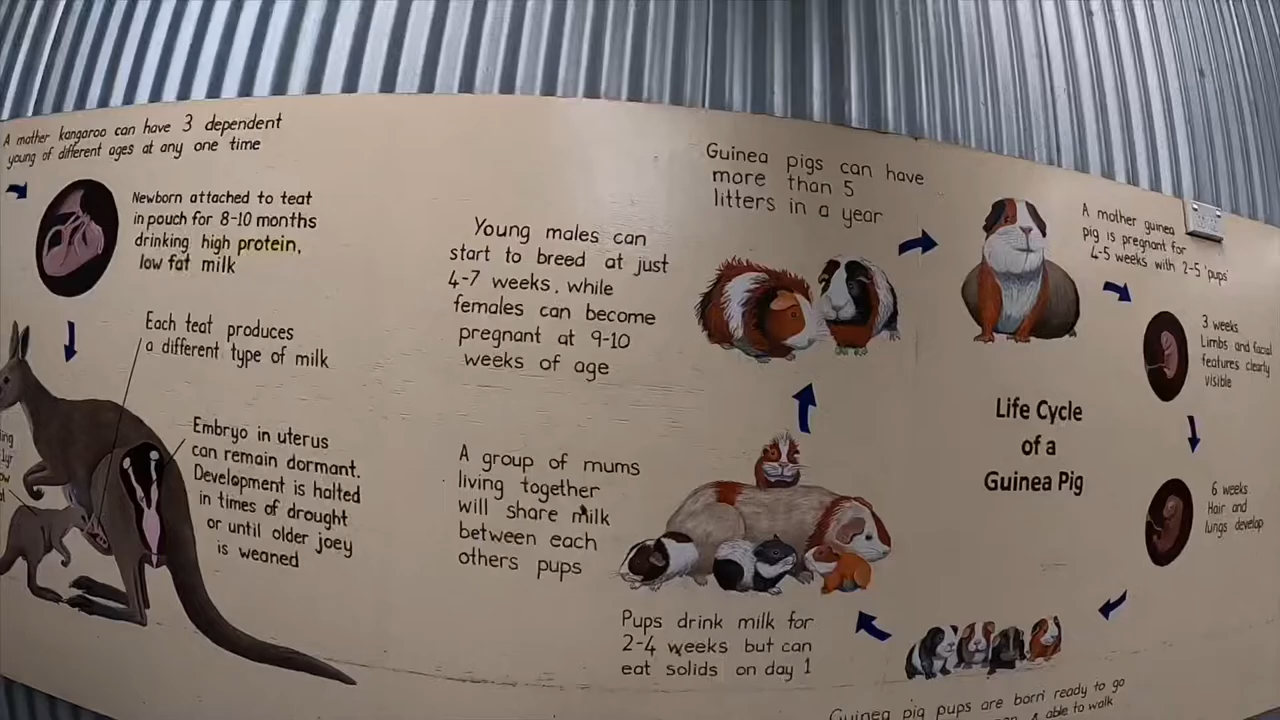 A mother kangaroo can have 3 dependent
young of different ages at any one time
Newborn attached to teat
in pouch for 8-10 months
drinking high protein,
low fat milk
Each teat produces
a different type of milk
Embryo in uterus
can remain dormant.
Development is halted
in times of drought
or until older joey
is weaned
Young males can
start to breed at just
4-7 weeks, while
females can become
pregnant at 9-10
weeks of age
A group of mums
living together
will share milk
between each
others pups
Guinea pigs can have
more than 5
litters in a year
A mother guinea
pig is pregnant for
4-5 weeks with 2-5 'pups'
3 weeks
Limbs and facial
features clearly
visible
Life Cycle
of a
Guinea Pig
6 weeks
Hair and
lungs develop
Pups drink milk for
2-4 weeks but can
eat solids on day 1
Guinea pig pups are born ready to go
able to walk